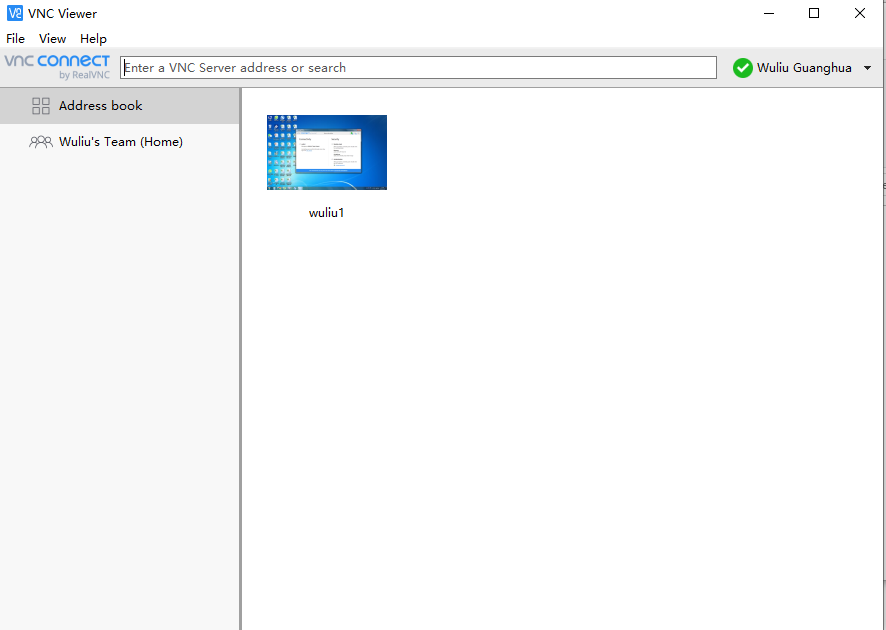 VNC Viewer
File View Help
vnc connect
by RealVNC
Enter a VNC Server address or search
Wuliu Guanghua
Address book
Wuliu's Team (Home)
wuliu1